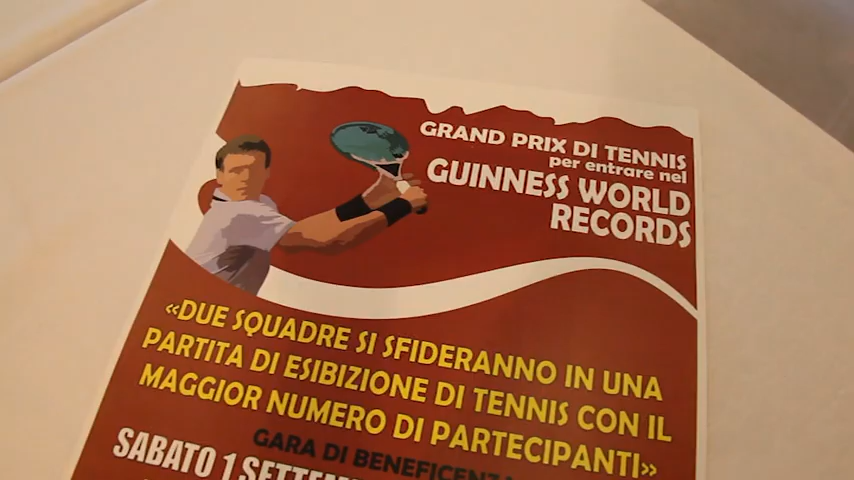 GRAND PRIX DI TENNIS
per entrare nel
GUINNESS WORLD
RECORDS
«DUE SQUADRE SI SFIDERANNO IN UNA
PARTITA DI ESIBIZIONE DI TENNIS CON IL
MAGGIOR NUMERO DI PARTECIPANTI»
GARA DI BENEFICENZA
SABATO 1